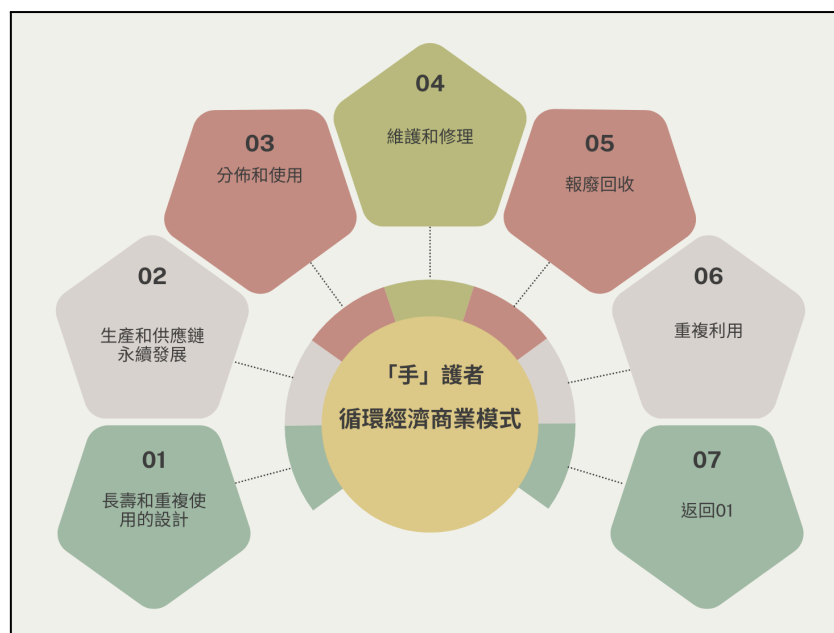 「手」護者
循環經濟商業模式
01
長壽和重複使
用的設計
02
生產和供應鏈
永續發展
03
分佈和使用
04
維護和修理
05
報廢回收
06
重複利用
07
返回01